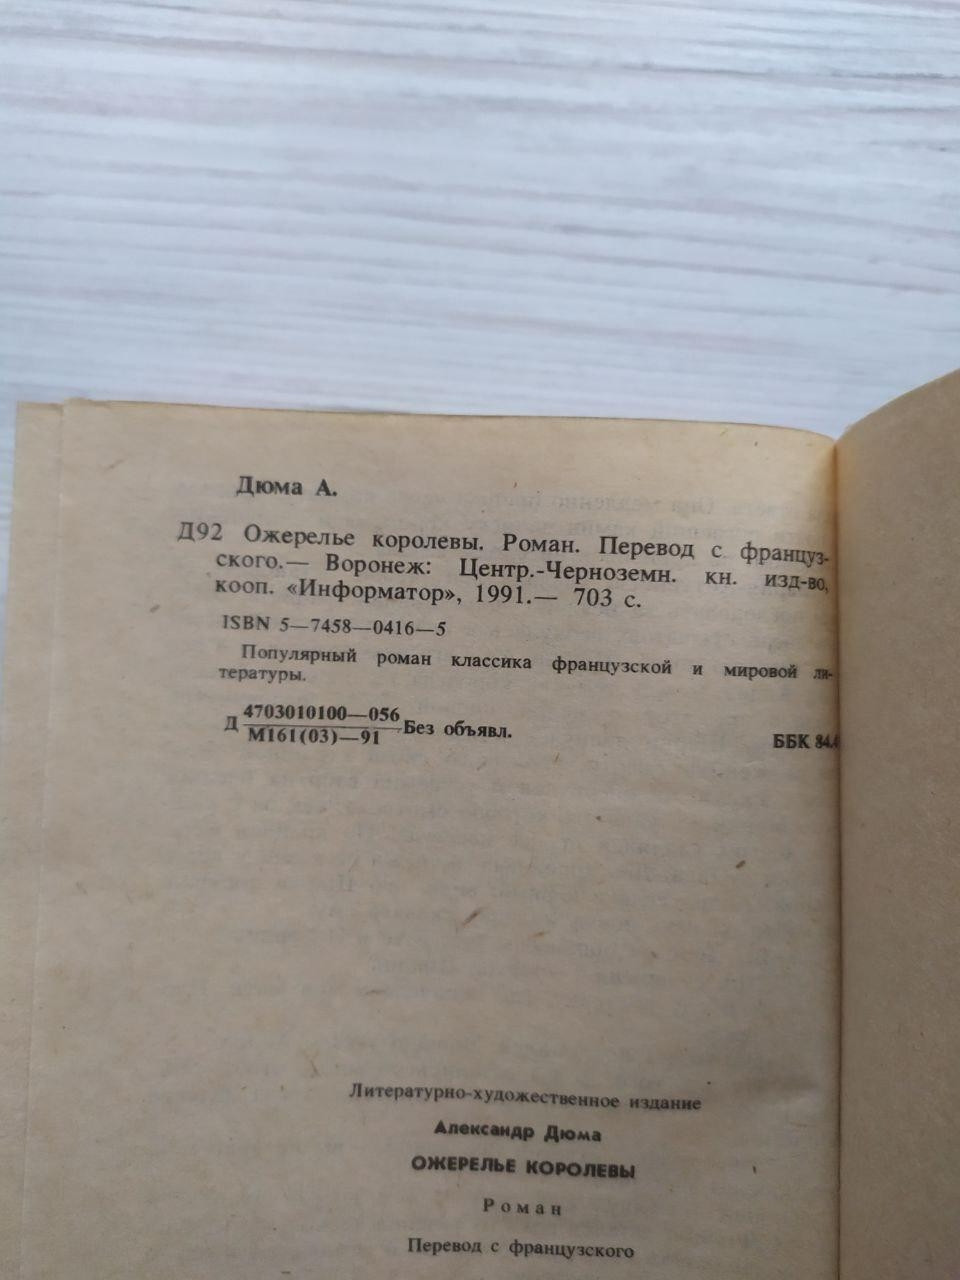 Дюма А.
Д92 Ожерелье королевы. Роман. Перевод с француз-
ского.— Воронеж: Центр.-Черноземн. кн. изд-во,
кооп. «Информатор», 1991.— 703 с.
ISBN 5—7458—0416—5
Популярный роман классика французской и мировой ли-
тературы.
4703010100—056
Д Без объявл.
М161(03)—91
ББК 84.4
Литературно-художественное издание
Александр Дюма
ОЖЕРЕЛЬЕ КОРОЛЕВЫ
Роман
Перевод с французского